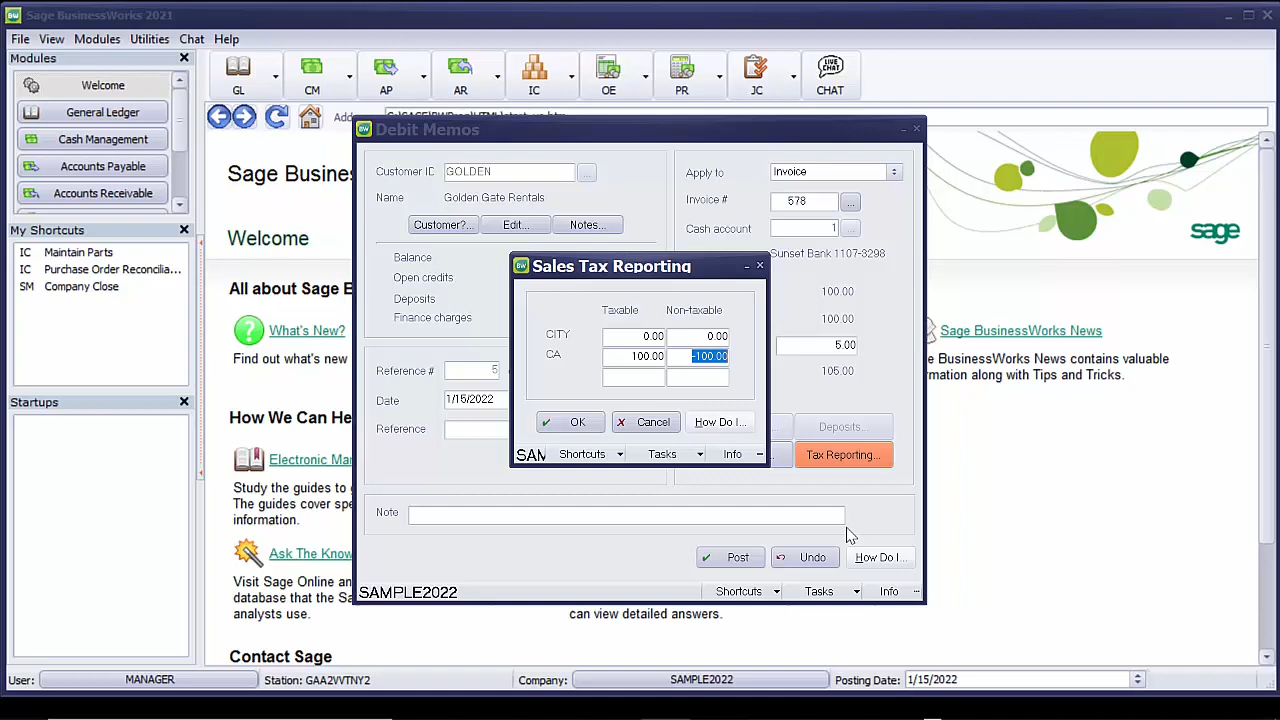 Sage BusinessWorks 2021
File View Modules Utilities Chat Help
Modules
Welcome
General Ledger
Cash Management
Accounts Payable
Accounts Receivable
GL CM AP AR IC OE PR JC CHAT
LIVE CHAT
My Shortcuts
IC Maintain Parts
IC Purchase Order Reconcilia...
SM Company Close
Startups
Sage Busines
Welcome
sage
All about Sage B
What's New?
Find out what's new
How We Can He
Electronic Man
Study the guides to
The guides cover spe
information.
Ask The Know
Visit Sage Online an
database that the Sa
analysts use.
can view detailed answers.
Contact Sage
Sage BusinessWorks News
e BusinessWorks News contains valuable
rmation along with Tips and Tricks.
Debit Memos
Customer ID GOLDEN ...
Name Golden Gate Rentals
Customer?... Edit... Notes...
Balance
Open credits
Deposits
Finance charges
Reference # 5
Date 1/15/2022
Reference
Apply to Invoice
Invoice # 578 ...
Cash account 1 ...
Sunset Bank 1107-3298
100.00
100.00
5.00
105.00
Deposits...
Tax Reporting...
Note
Post Undo How Do I...
SAMPLE2022 Shortcuts Tasks Info
Sales Tax Reporting
Taxable Non-taxable
CITY 0.00 0.00
CA 100.00 -100.00
OK Cancel How Do I...
SAM Shortcuts Tasks Info
User: MANAGER Station: GAA2VVTNY2 Company: SAMPLE2022 Posting Date: 1/15/2022